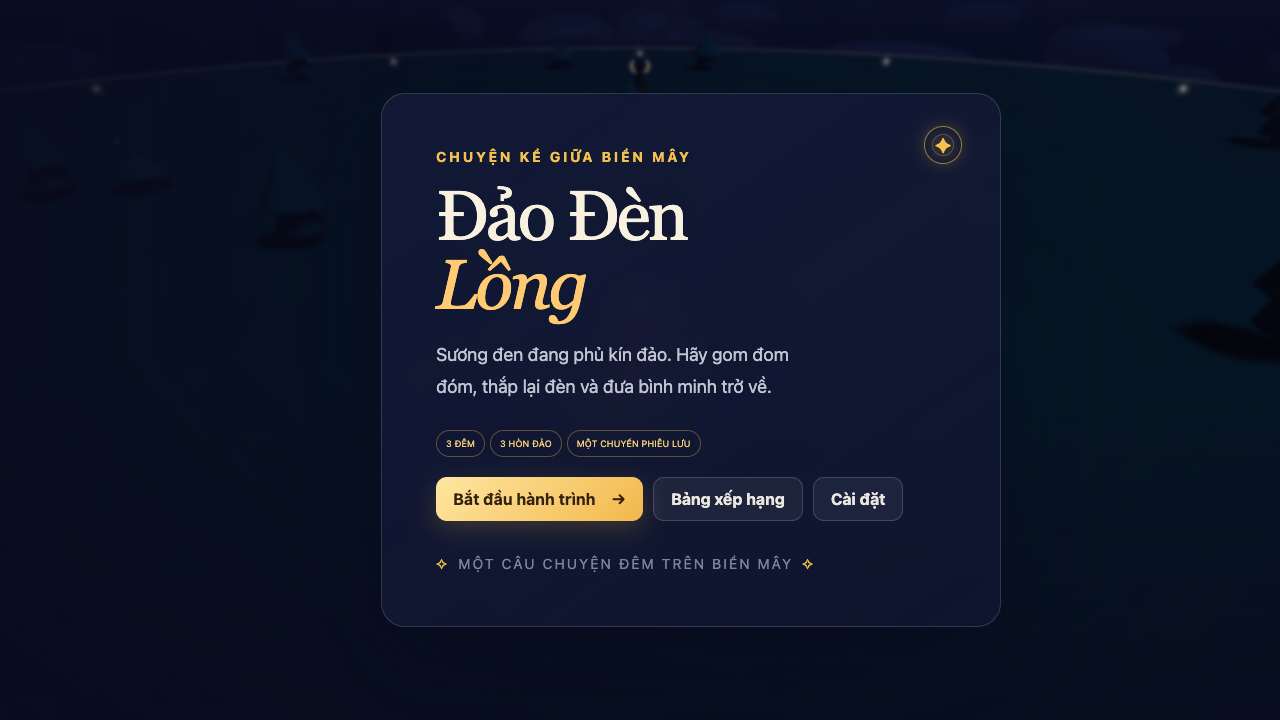 CHUYỆN KỂ GIỮA BIỂN MÂY
Đảo Đèn
Lồng
Sương đen đang phủ kín đảo. Hãy gom đom
đóm, thắp lại đèn và đưa bình minh trở về.
3 ĐÊM 3 HÒN ĐẢO MỘT CHUYẾN PHIÊU LƯU
Bắt đầu hành trình → Bảng xếp hạng Cài đặt
MỘT CÂU CHUYỆN ĐÊM TRÊN BIỂN MÂY